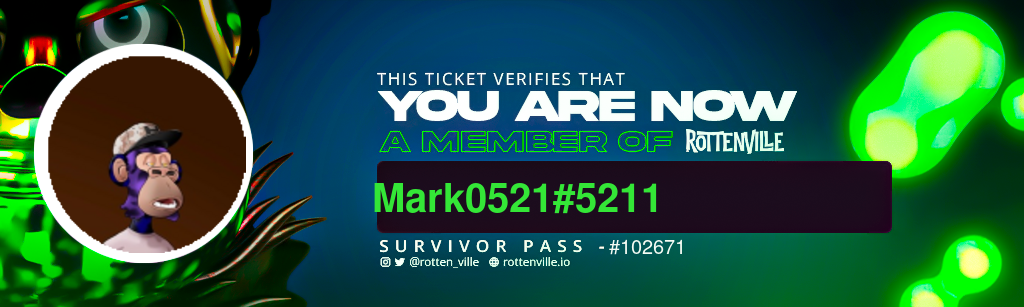 THIS TICKET VERIFIES THAT
YOU ARE NOW
A MEMBER OF ROTTENVILLE
Mark0521#5211
SURVIVOR PASS - #102671
@rotten_ville rottenville.io